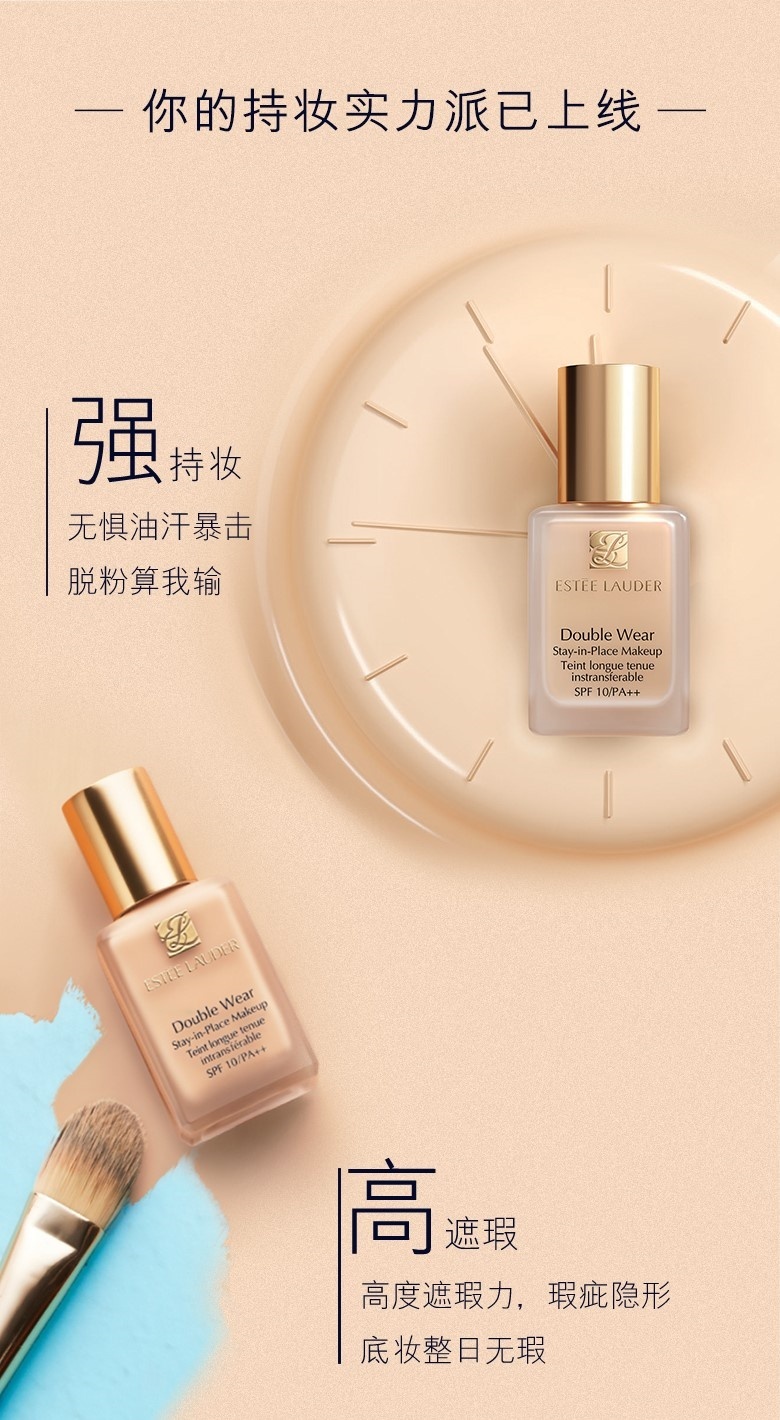 你的持妆实力派已上线
强持妆
无惧油汗暴击
脱粉算我输
ESTĒE LAUDER
Double Wear
Stay-in-Place Makeup
Teint longue tenue
instransférable
SPF 10/PA++
ESTĒE LAUDER
Double Wear
Stay-in-Place Makeup
Teint longue tenue
intransférable
SPF 10/PA++
高遮瑕
高度遮瑕力，瑕疵隐形
底妆整日无瑕